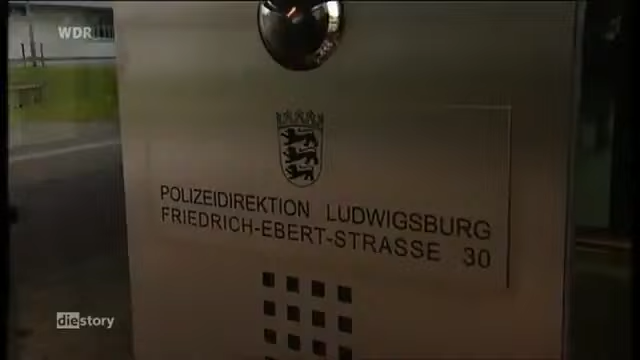 WDR
POLIZEIDIREKTION LUDWIGSBURG
FRIEDRICH-EBERT-STRASSE 30
diestory